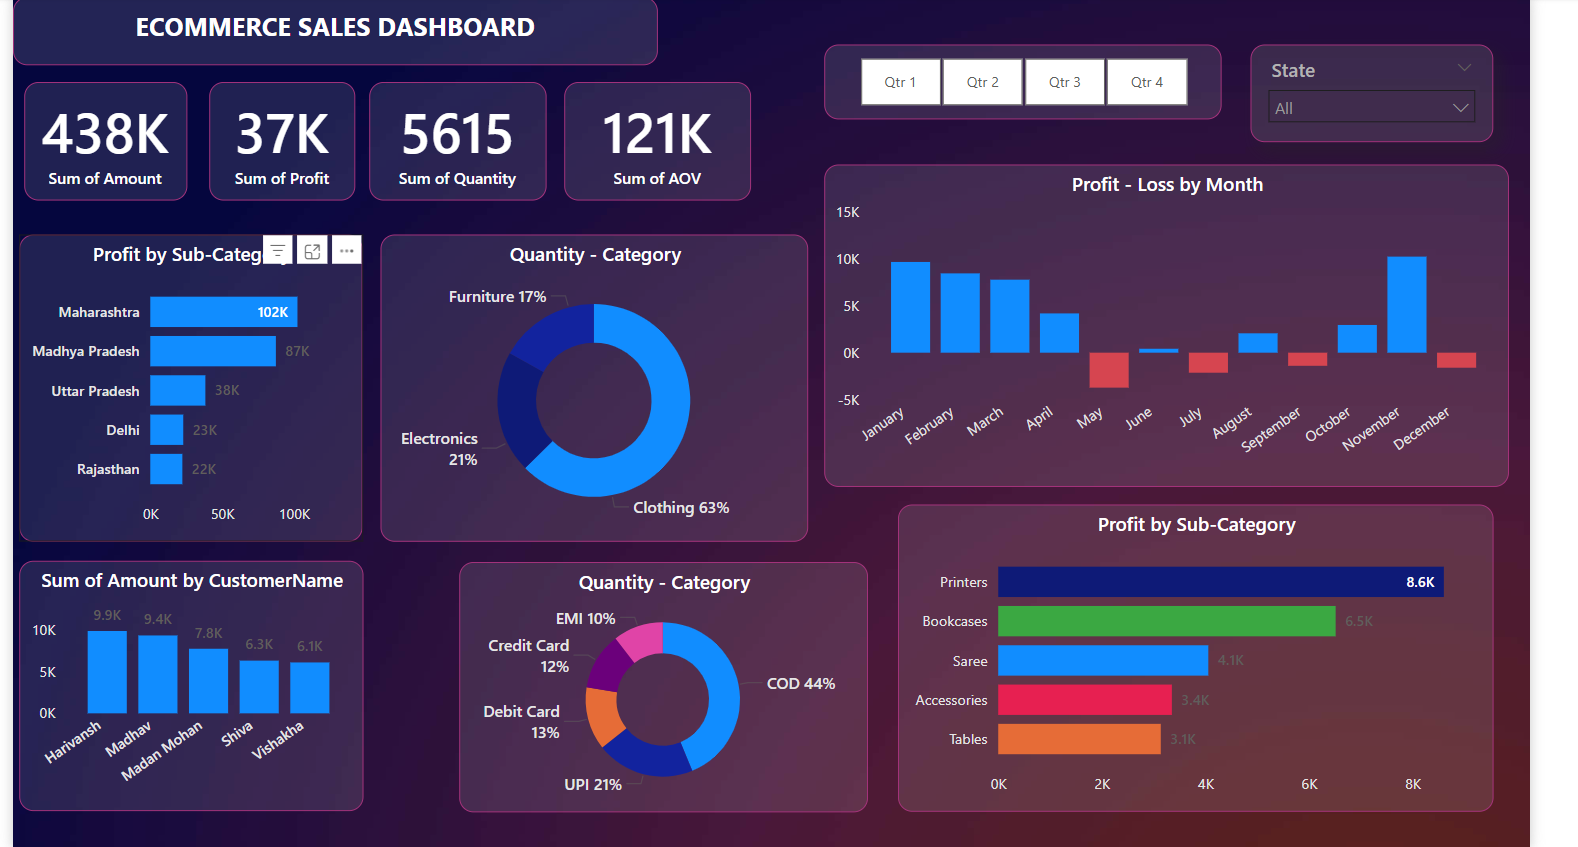 ECOMMERCE SALES DASHBOARD
438K
Sum of Amount
37K
Sum of Profit
5615
Sum of Quantity
121K
Sum of AOV
Qtr 1
Qtr 2
Qtr 3
Qtr 4
State
All
Profit by Sub-Categ
Maharashtra
102K
Madhya Pradesh
87K
Uttar Pradesh
38K
Delhi
23K
Rajasthan
22K
0K
50K
100K
Quantity - Category
Furniture 17%
Electronics
21%
Clothing 63%
Profit - Loss by Month
15K
10K
5K
0K
-5K
January
February
March
April
May
June
July
August
September
October
November
December
Sum of Amount by CustomerName
10K
5K
0K
9.9K
9.4K
7.8K
6.3K
6.1K
Harivansh
Madhav
Madan Mohan
Shiva
Vishakha
Quantity - Category
EMI 10%
Credit Card
12%
Debit Card
13%
UPI 21%
COD 44%
Profit by Sub-Category
Printers
8.6K
Bookcases
6.5K
Saree
4.1K
Accessories
3.4K
Tables
3.1K
0K
2K
4K
6K
8K